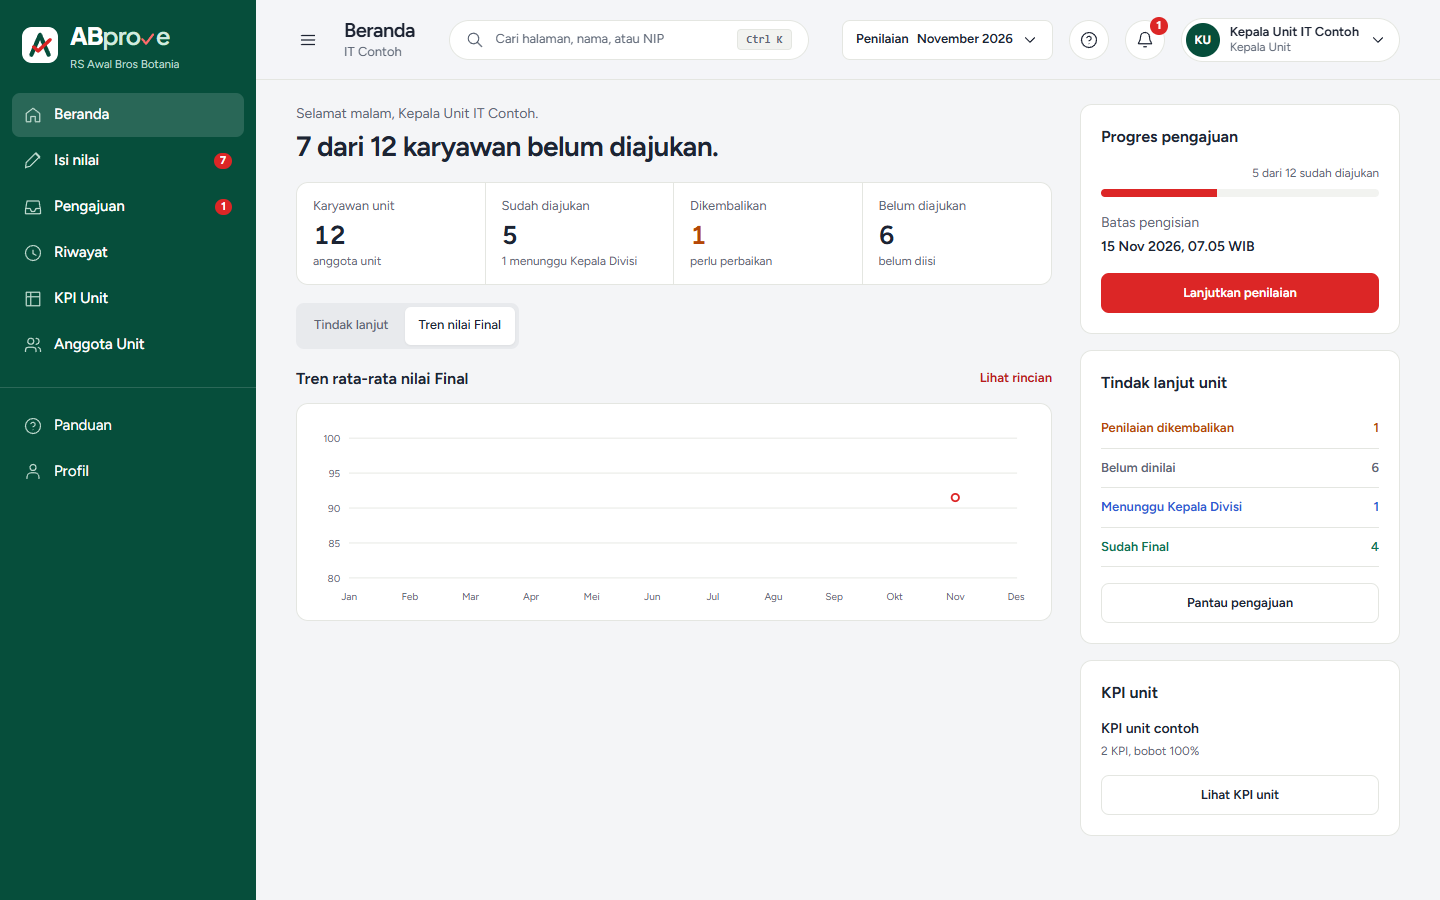 ABprove
RS Awal Bros Botania
Beranda
Isi nilai 7
Pengajuan 1
Riwayat
KPI Unit
Anggota Unit
Panduan
Profil
Beranda
IT Contoh
Cari halaman, nama, atau NIP Ctrl K
Penilaian November 2026
1
KU
Kepala Unit IT Contoh
Kepala Unit
Selamat malam, Kepala Unit IT Contoh.
7 dari 12 karyawan belum diajukan.
Karyawan unit
12
anggota unit
Sudah diajukan
5
1 menunggu Kepala Divisi
Dikembalikan
1
perlu perbaikan
Belum diajukan
6
belum diisi
Tindak lanjut
Tren nilai Final
Tren rata-rata nilai Final
Lihat rincian
100
95
90
85
80
Jan Feb Mar Apr Mei Jun Jul Agu Sep Okt Nov Des
Progres pengajuan
5 dari 12 sudah diajukan
Batas pengisian
15 Nov 2026, 07.05 WIB
Lanjutkan penilaian
Tindak lanjut unit
Penilaian dikembalikan 1
Belum dinilai 6
Menunggu Kepala Divisi 1
Sudah Final 4
Pantau pengajuan
KPI unit
KPI unit contoh
2 KPI, bobot 100%
Lihat KPI unit